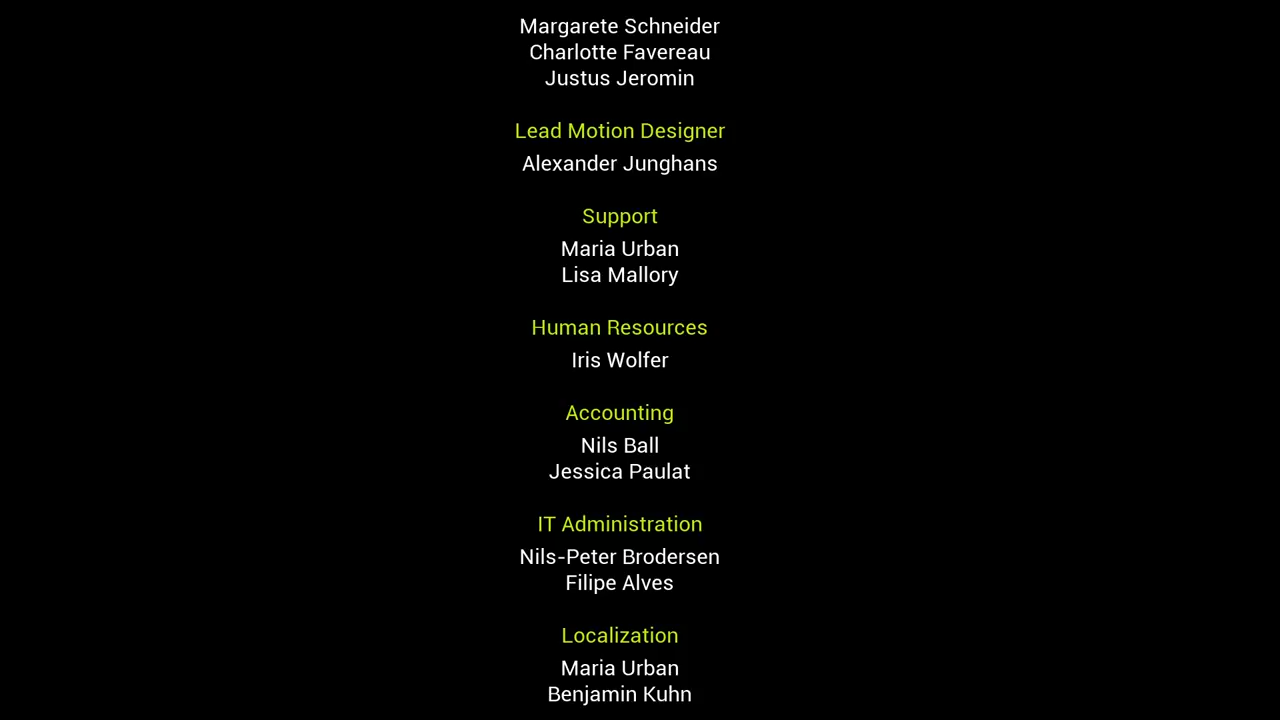 Margarete Schneider
Charlotte Favereau
Justus Jeromin
Lead Motion Designer
Alexander Junghans
Support
Maria Urban
Lisa Mallory
Human Resources
Iris Wolfer
Accounting
Nils Ball
Jessica Paulat
IT Administration
Nils-Peter Brodersen
Filipe Alves
Localization
Maria Urban
Benjamin Kuhn